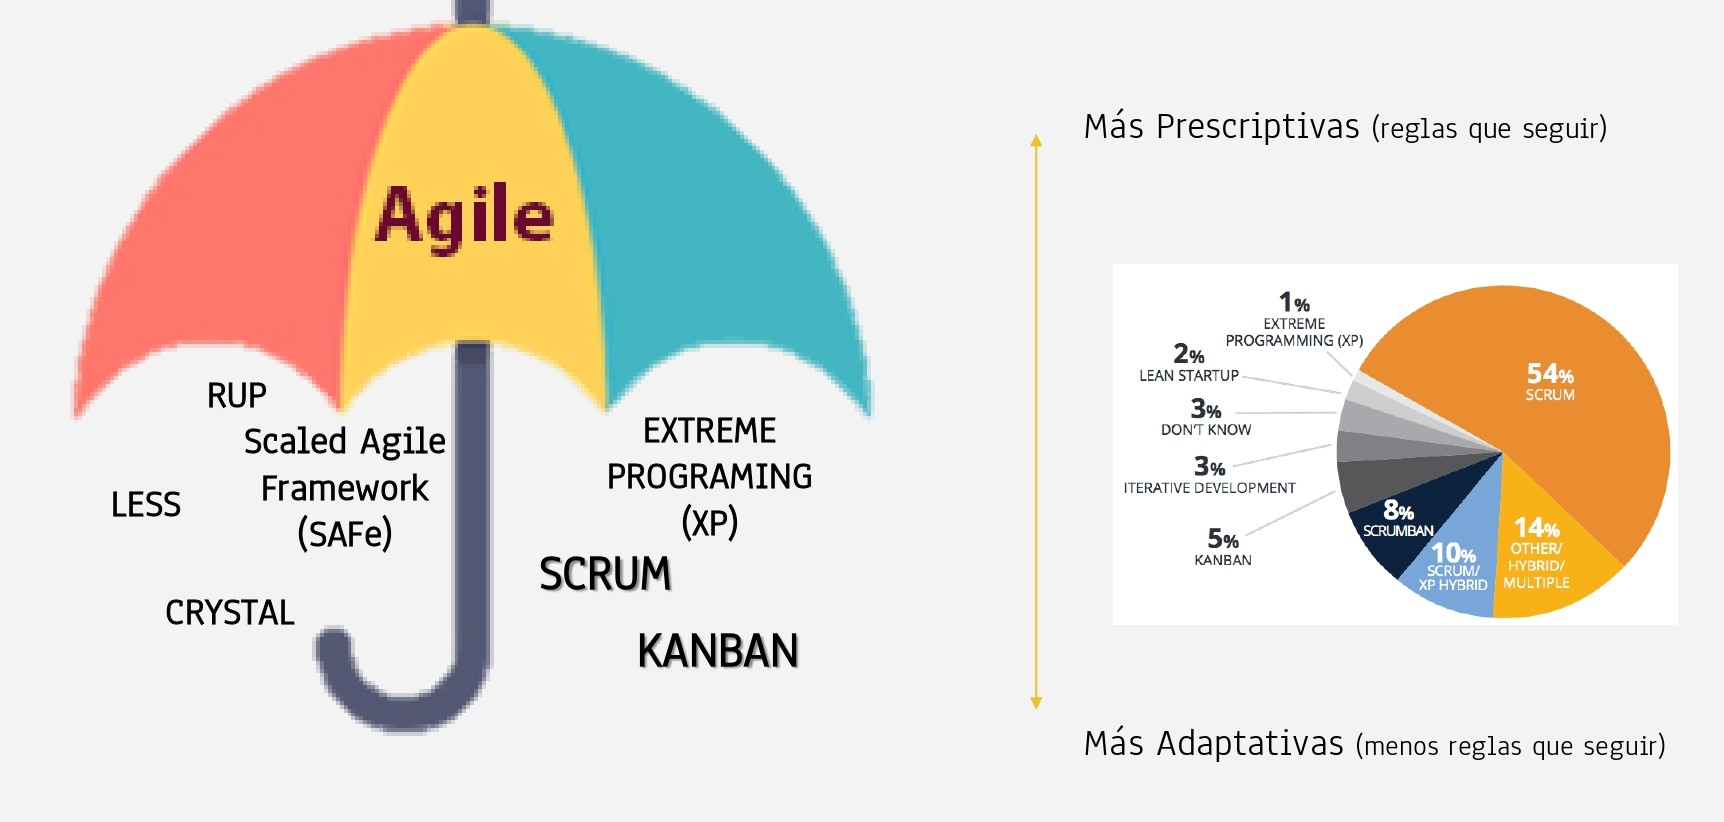 Agile
RUP
Scaled Agile
Framework
(SAFe)
LESS
CRYSTAL
EXTREME
PROGRAMING
(XP)
SCRUM
KANBAN
Más Prescriptivas (reglas que seguir)
1%
EXTREME
PROGRAMMING (XP)
2%
LEAN STARTUP
3%
DON'T KNOW
3%
ITERATIVE DEVELOPMENT
5%
KANBAN
54%
SCRUM
8%
SCRUMBAN
10%
SCRUM/
XP HYBRID
14%
OTHER/
HYBRID/
MULTIPLE
Más Adaptativas (menos reglas que seguir)